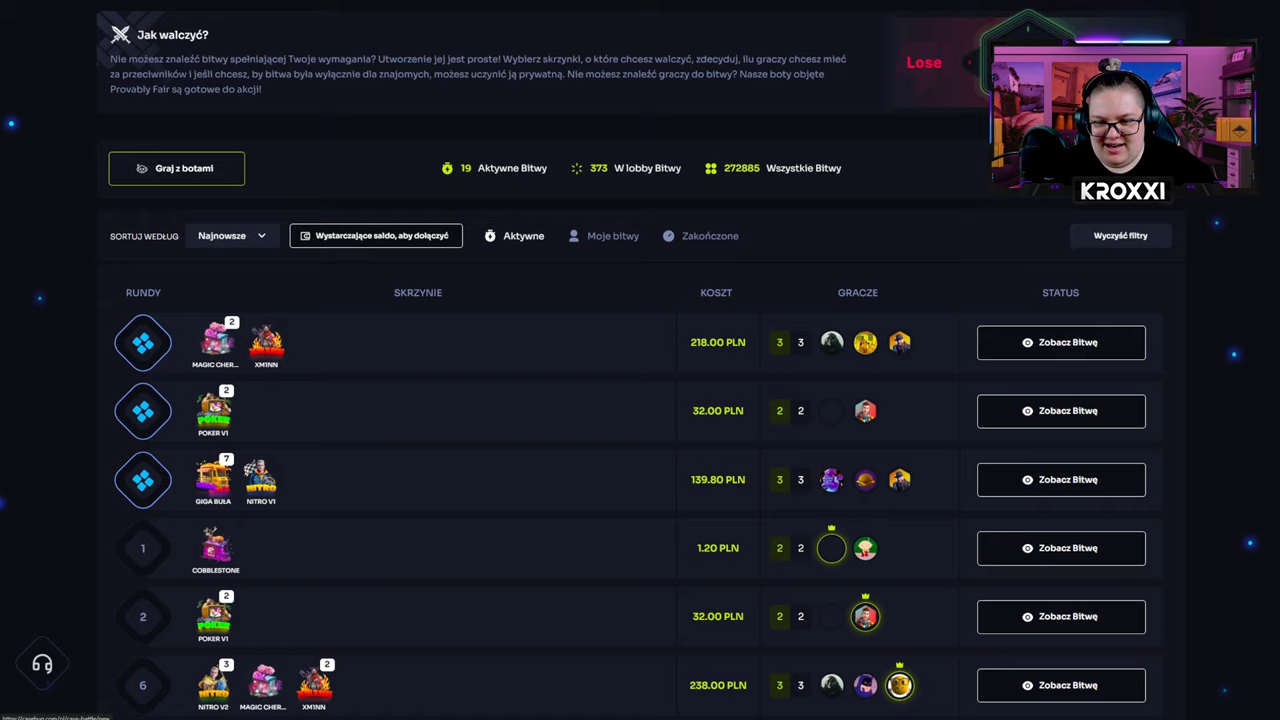 Jak walczyć?
Nie możesz znaleźć bitwy spełniającej Twoje wymagania? Utworzenie jej jest proste! Wybierz skrzynki, o które chcesz walczyć, zdecyduj, ilu graczy chcesz mieć
za przeciwników i jeśli chcesz, by bitwa była wyłącznie dla znajomych, możesz uczynić ją prywatną. Nie możesz znaleźć graczy do bitwy? Nasze boty objęte
Provably Fair są gotowe do akcji!
Lose
KROXXI
Graj z botami
19 Aktywne Bitwy
373 W lobby Bitwy
272885 Wszystkie Bitwy
SORTUJ WEDŁUG
Najnowsze
Wystarczające saldo, aby dołączyć
Aktywne
Moje bitwy
Zakończone
Wyczyść filtry
RUNDY SKRZYNIE KOSZT GRACZE STATUS
2
MAGIC CHER... XM1NN
218.00 PLN 3 3 Zobacz Bitwę
2
POKER V1
32.00 PLN 2 2 Zobacz Bitwę
7
GIGA BUŁA NITRO V1
139.80 PLN 3 3 Zobacz Bitwę
1
COBBLESTONE
1.20 PLN 2 2 Zobacz Bitwę
2
2
POKER V1
32.00 PLN 2 2 Zobacz Bitwę
6
3 2
NITRO V2 MAGIC CHER... XM1NN
238.00 PLN 3 3 Zobacz Bitwę